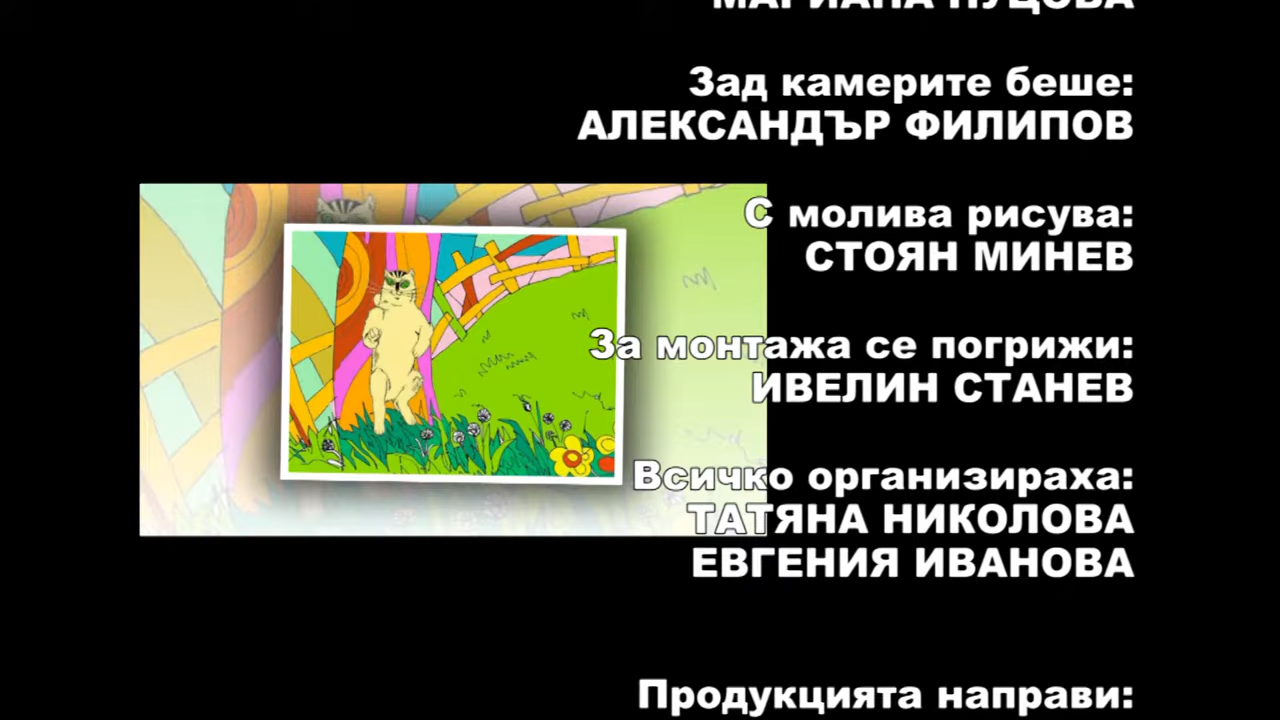 Зад камерите беше:
АЛЕКСАНДЪР ФИЛИПОВ
С молива рисува:
СТОЯН МИНЕВ
За монтажа се погрижи:
ИВЕЛИН СТАНЕВ
Всичко организираха:
ТАТЯНА НИКОЛОВА
ЕВГЕНИЯ ИВАНОВА
Продукцията направи: